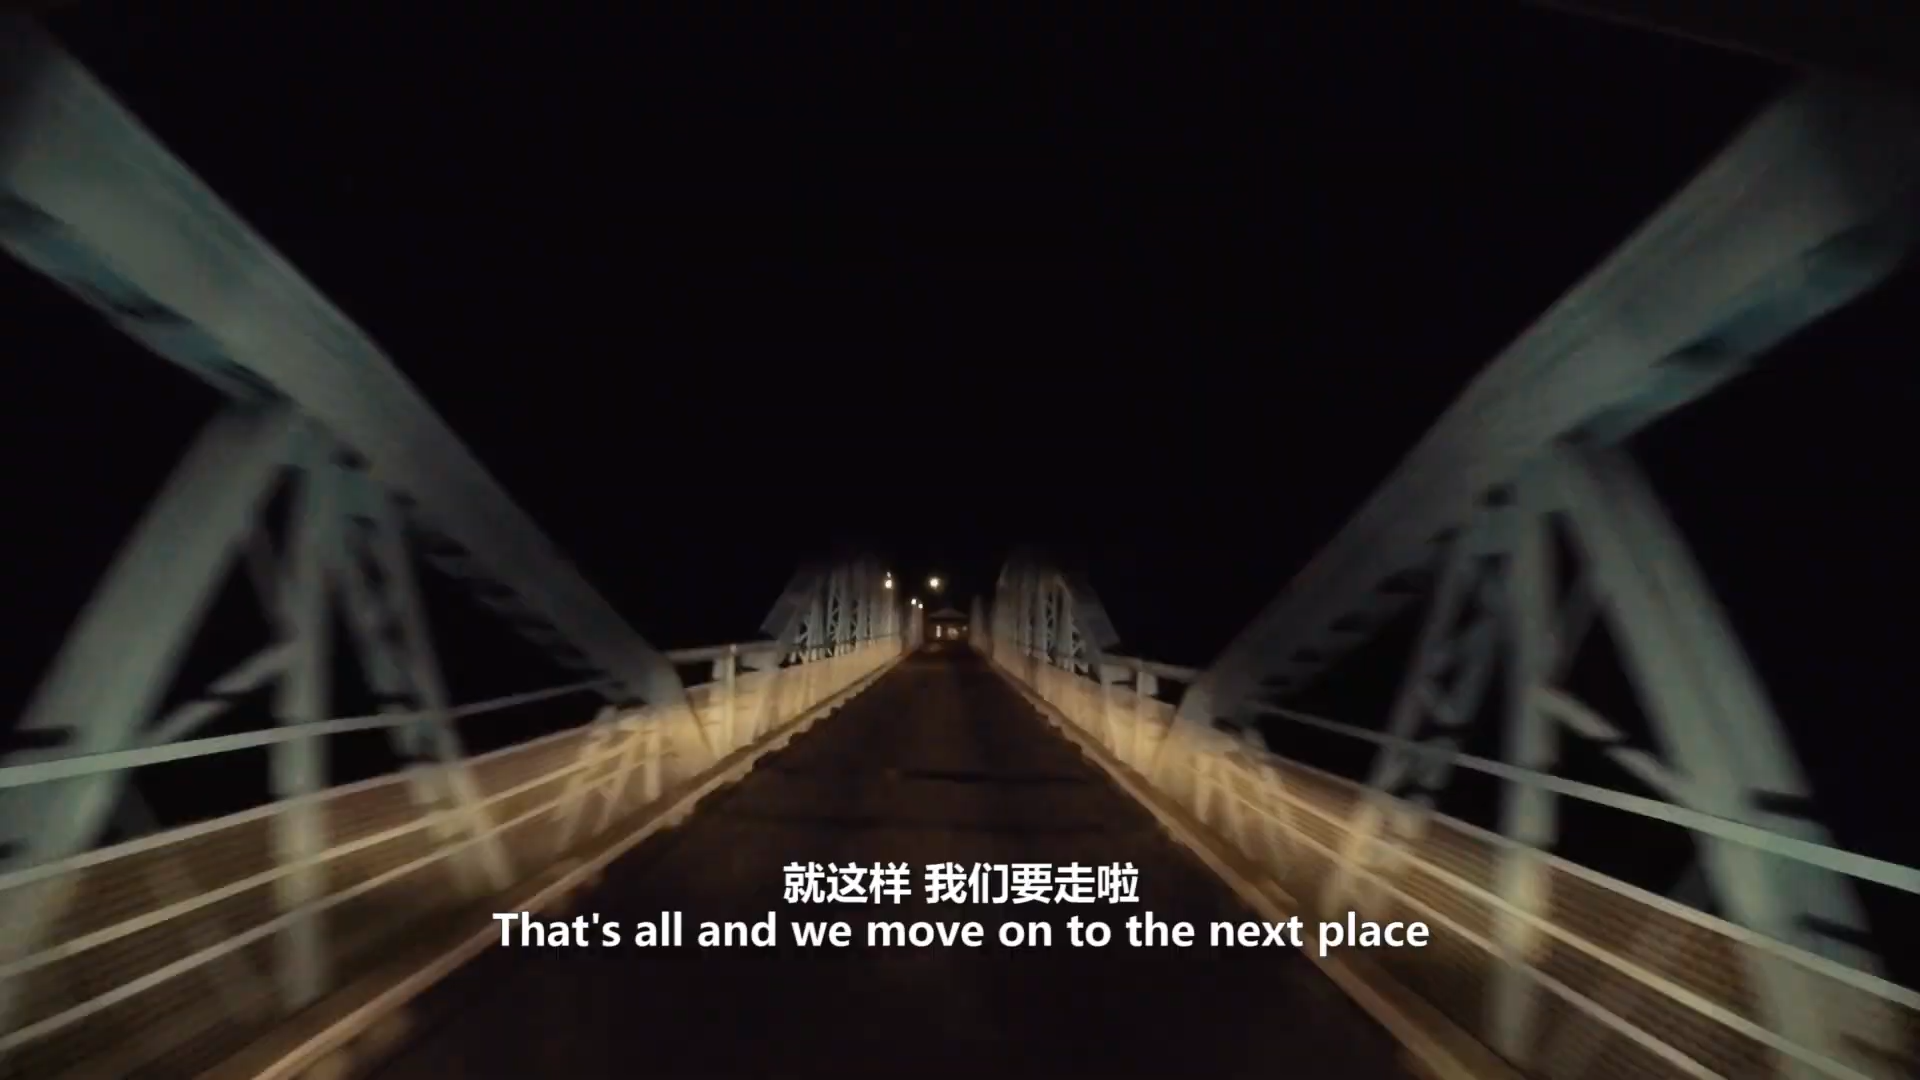 就这样 我们要走啦
That's all and we move on to the next place